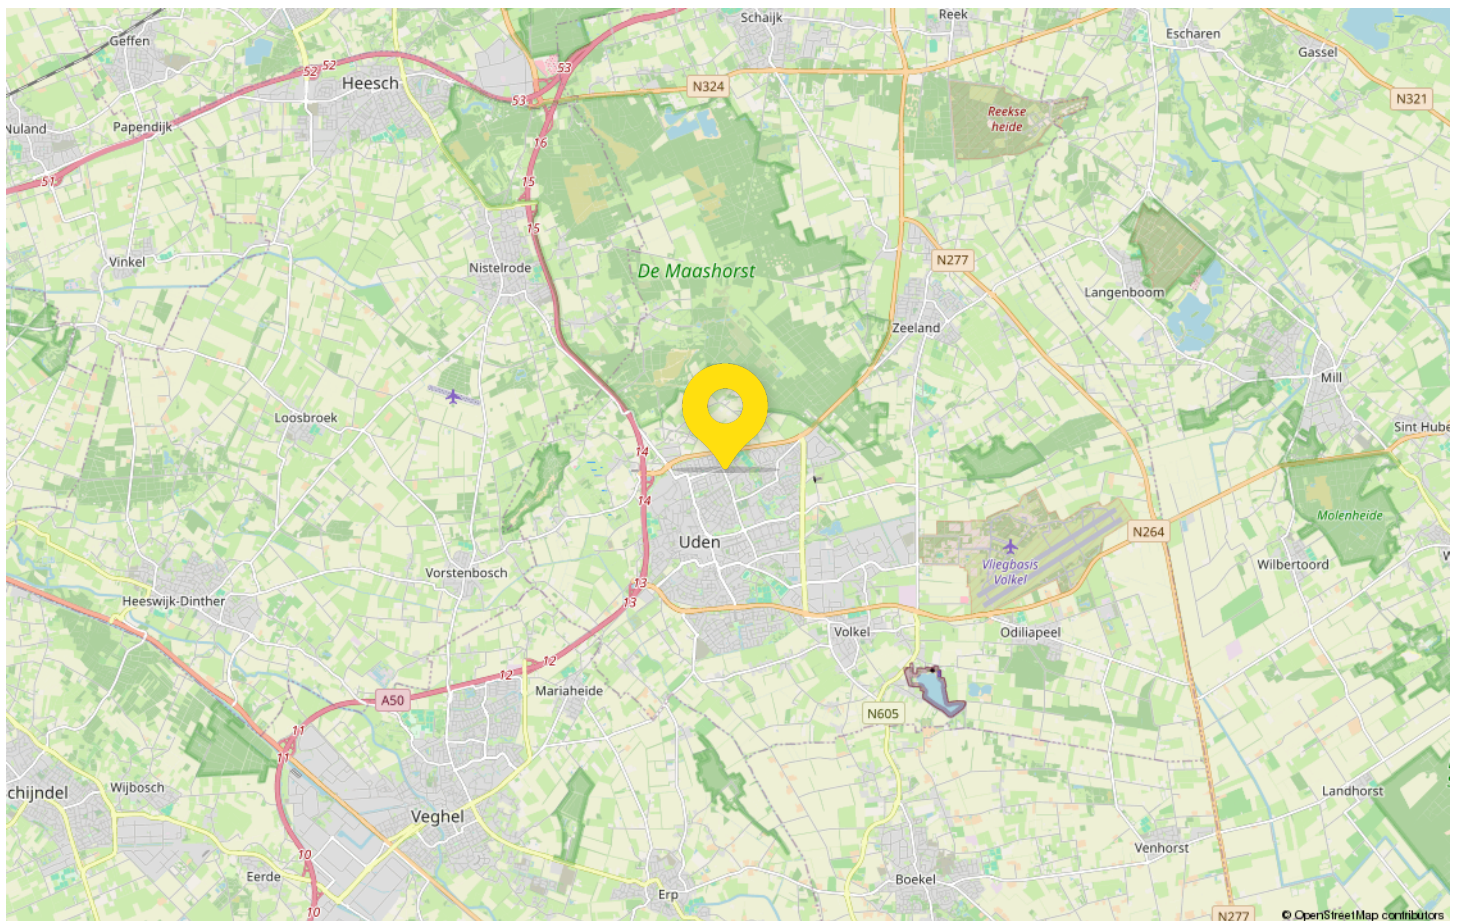 Schaijk
Reek
Geffen
Escharen
Gassel
52
52
53
Heesch
N324
N321
53
Nuland
Papendijk
Reekse
heide
16
51
15
15
Vinkel
Nistelrode
De Maashorst
N277
Langenboom
Zeeland
Mill
Loosbroek
Sint Hube
14
14
Molenheide
N264
Uden
Vliegbasis
Volkel
Wilbertoord
Vorstenbosch
13
13
Heeswijk-Dinther
Volkel
Odiliapeel
12
12
Mariaheide
A50
N605
11
11
Wijbosch
chijndel
Landhorst
Veghel
Venhorst
10
Eerde
Boekel
Erp
10
N277
© OpenStreetMap contributors